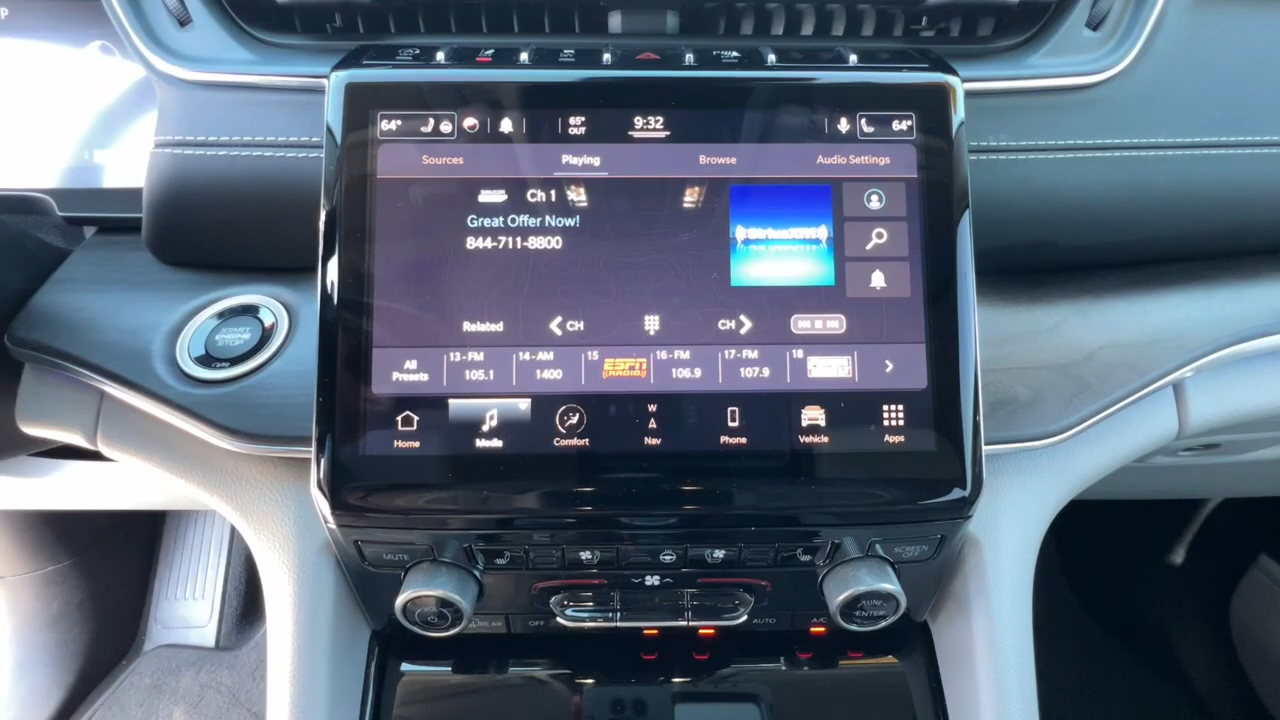 64°
65°
OUT
9:32
64°
Sources
Playing
Browse
Audio Settings
Ch 1
Great Offer Now!
844-711-8800
SiriusXM
Related
CH
CH
All
Presets
13 - FM
105.1
14 - AM
1400
15
ESPN
RADIO
16 - FM
106.9
17 - FM
107.9
18
Home
Media
Comfort
W
Nav
Phone
Vehicle
Apps
START
ENGINE
STOP
MUTE
SCREEN
OFF
REAR
OFF
AUTO
A/C
TUNE
ENTER